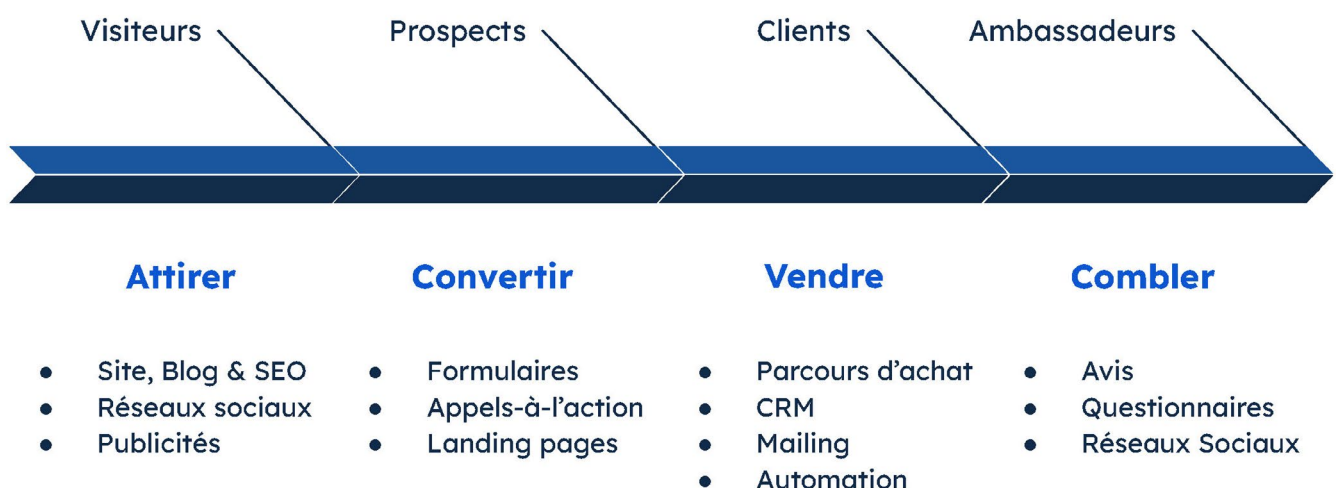 Visiteurs
Prospects
Clients
Ambassadeurs
Attirer
Convertir
Vendre
Combler
• Site, Blog & SEO
• Réseaux sociaux
• Publicités
• Formulaires
• Appels-à-l’action
• Landing pages
• Parcours d’achat
• CRM
• Mailing
• Automation
• Avis
• Questionnaires
• Réseaux Sociaux